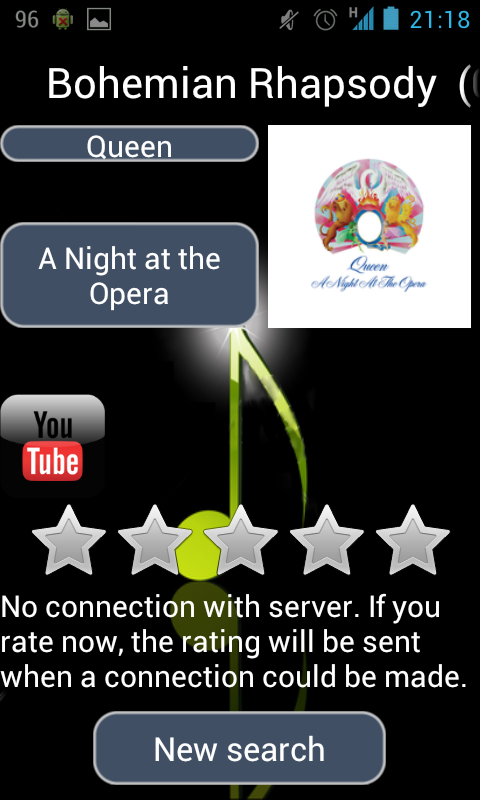 96 H 21:18
Bohemian Rhapsody (
Queen
A Night at the
Opera
Queen
A Night At The Opera
You
Tube
No connection with server. If you
rate now, the rating will be sent
when a connection could be made.
New search